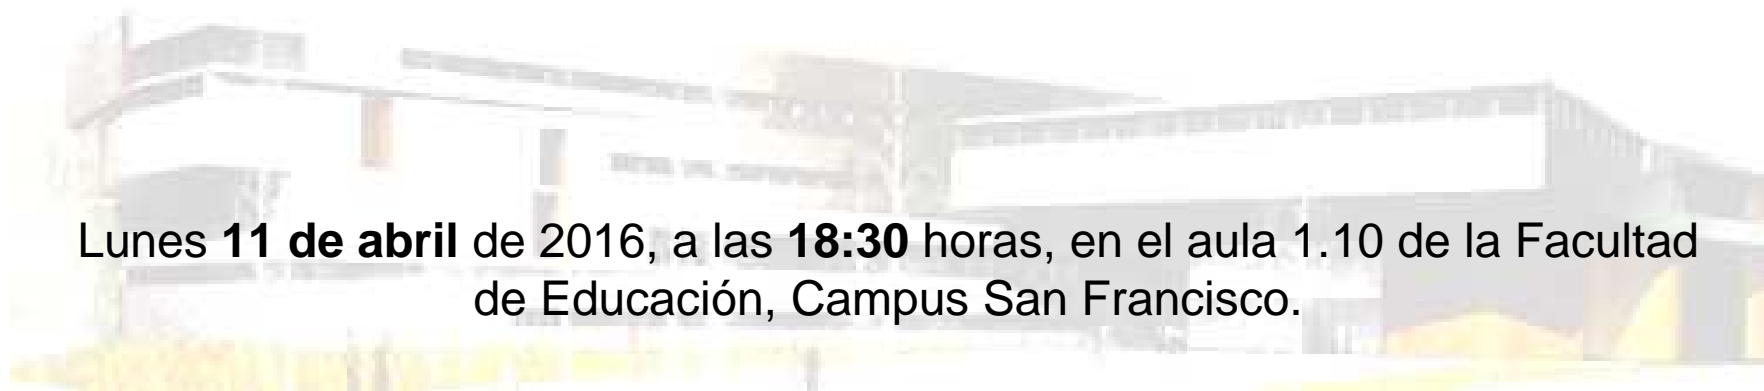 Lunes 11 de abril de 2016, a las 18:30 horas, en el aula 1.10 de la Facultad
de Educación, Campus San Francisco.